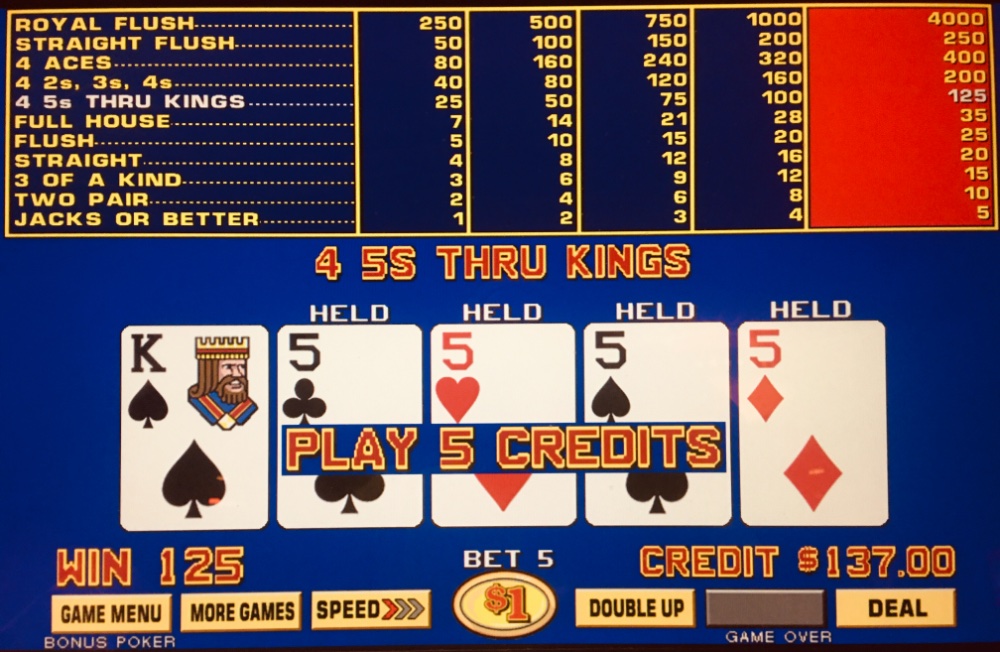 ROYAL FLUSH 250 500 750 1000 4000
STRAIGHT FLUSH 50 100 150 200 250
4 ACES 80 160 240 320 400
4 2s, 3s, 4s 40 80 120 160 200
4 5s THRU KINGS 25 50 75 100 125
FULL HOUSE 7 14 21 28 35
FLUSH 5 10 15 20 25
STRAIGHT 4 8 12 16 20
3 OF A KIND 3 6 9 12 15
TWO PAIR 2 4 6 8 10
JACKS OR BETTER 1 2 3 4 5
4 5S THRU KINGS
HELD HELD HELD HELD
K 5 5 5 5
PLAY 5 CREDITS
WIN 125 BET 5 CREDIT $137.00
GAME MENU MORE GAMES SPEED $1 DOUBLE UP DEAL
BONUS POKER GAME OVER